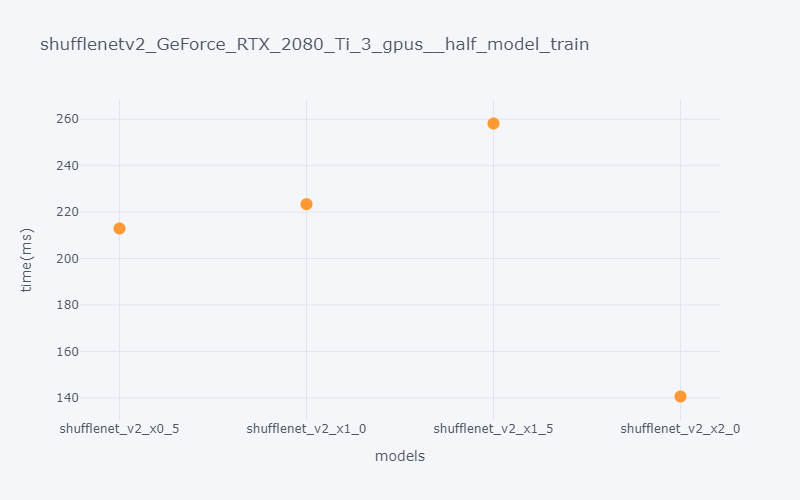 shufflenetv2_GeForce_RTX_2080_Ti_3_gpus__half_model_train
time(ms)
260
240
220
200
180
160
140
shufflenet_v2_x0_5 shufflenet_v2_x1_0 shufflenet_v2_x1_5 shufflenet_v2_x2_0
models